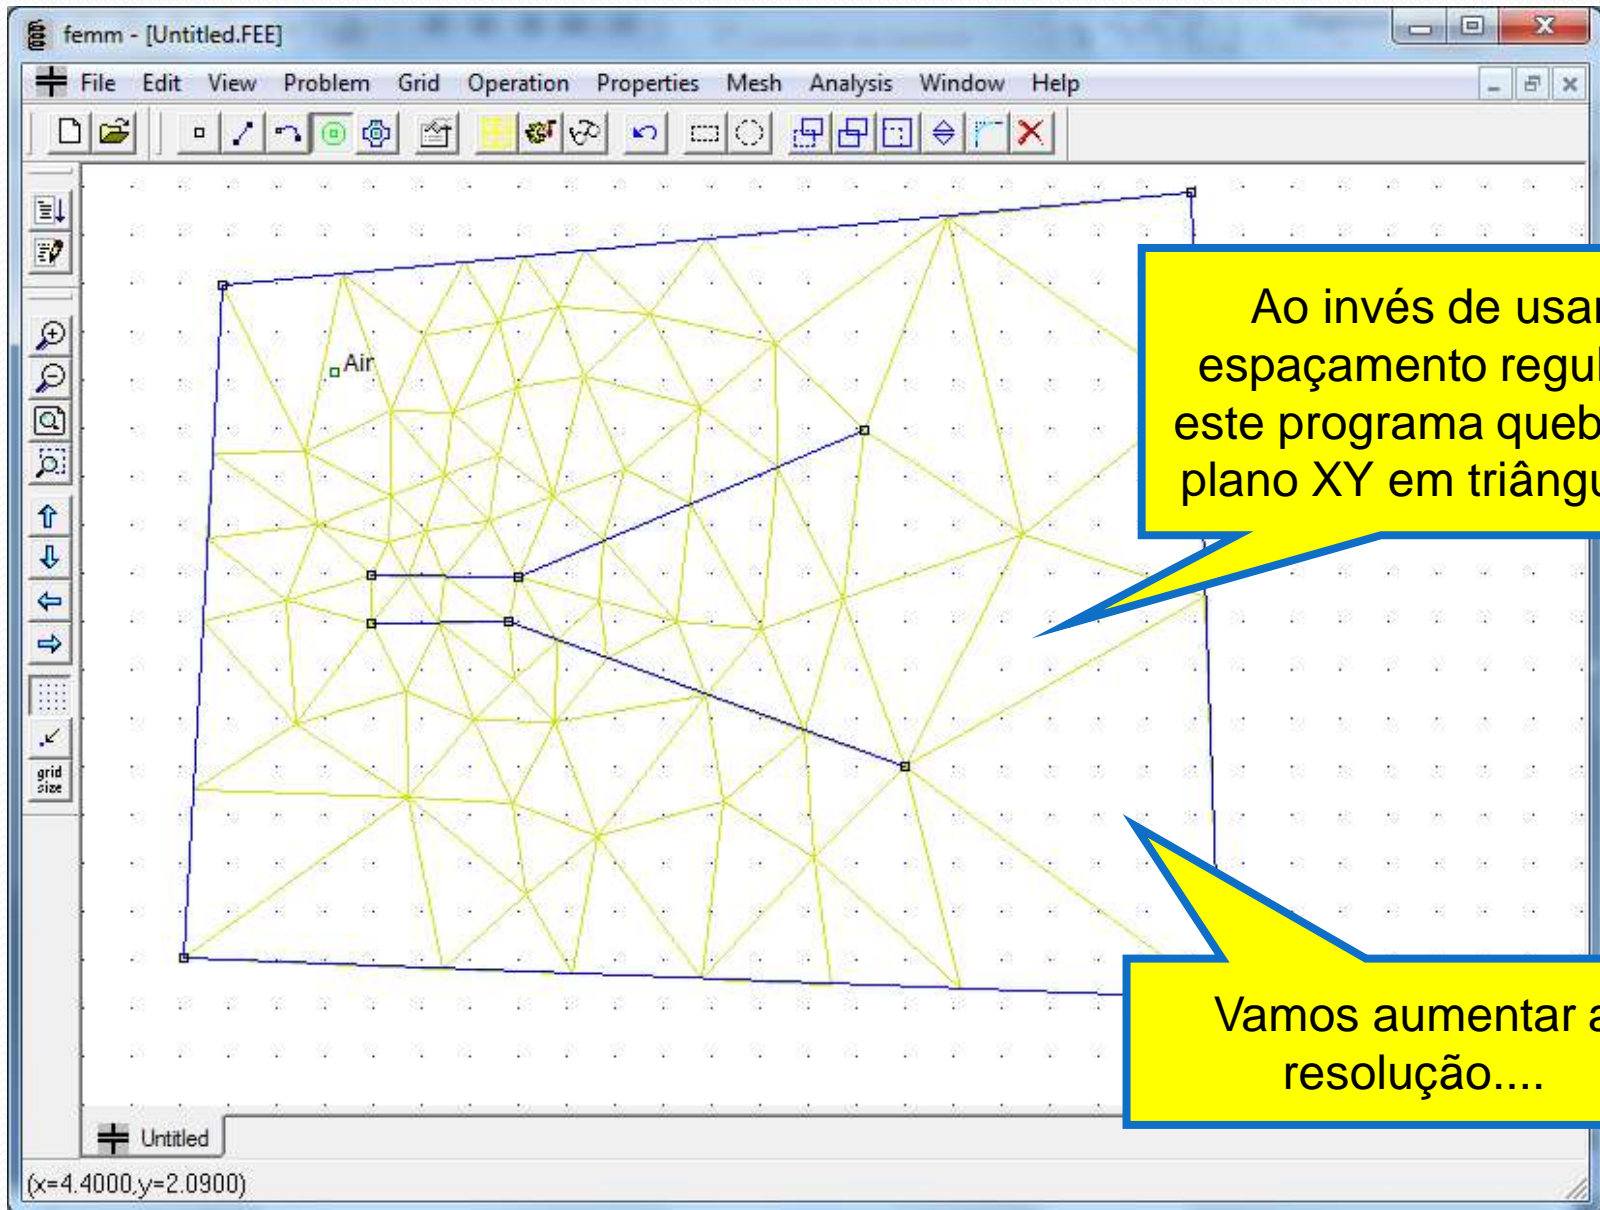 femm - [Untitled.FEE]
File Edit View Problem Grid Operation Properties Mesh Analysis Window Help
grid
size
Air
Ao invés de usar
espaçamento regul
este programa queb
plano XY em triângu
Vamos aumentar a
resolução....
Untitled
(x=4.4000,y=2.0900)